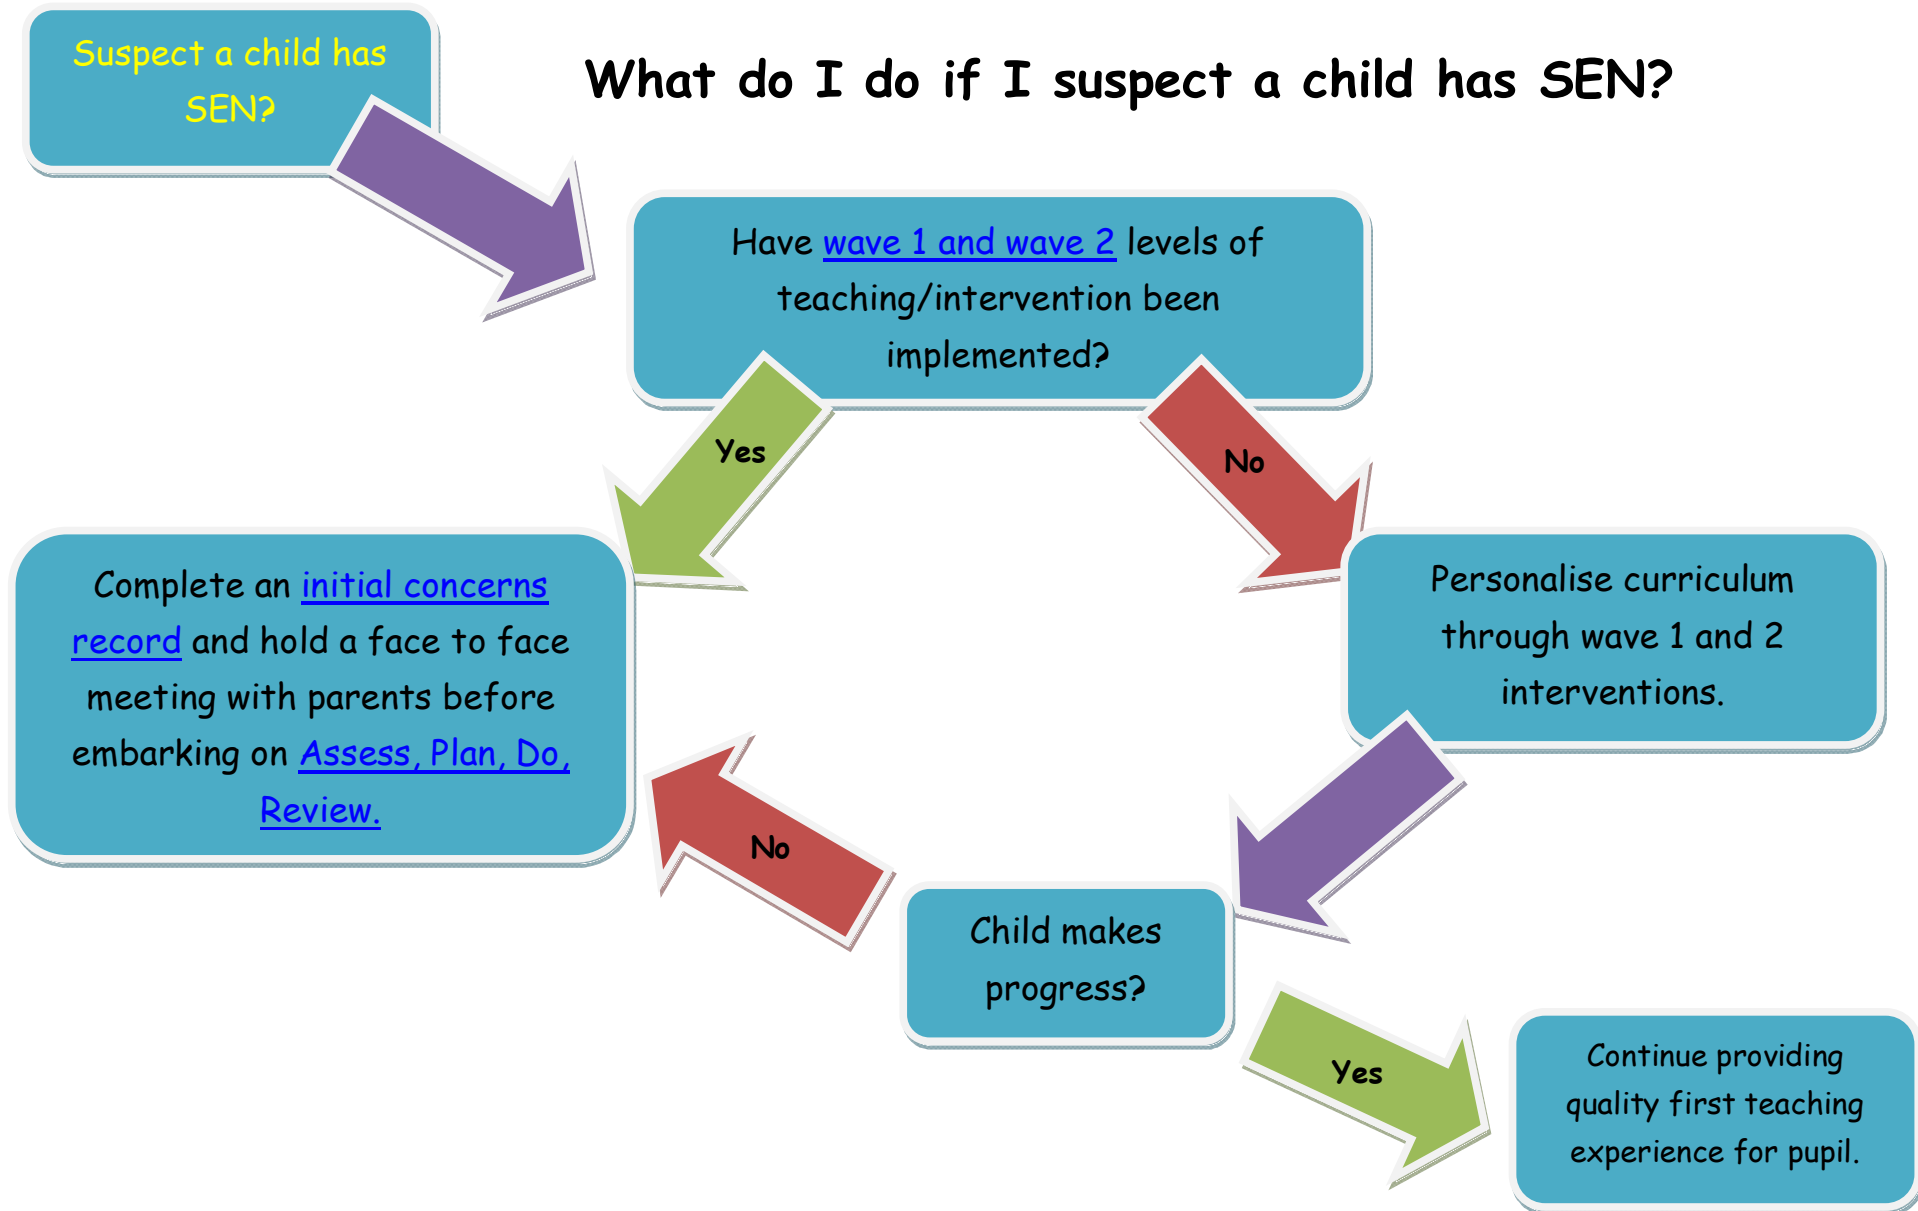 Suspect a child has
SEN?
What do I do if I suspect a child has SEN?
Have wave 1 and wave 2 levels of
teaching/intervention been
implemented?
Yes
No
Complete an initial concerns
record and hold a face to face
meeting with parents before
embarking on Assess, Plan, Do,
Review.
Personalise curriculum
through wave 1 and 2
interventions.
No
Child makes
progress?
Yes
Continue providing
quality first teaching
experience for pupil.